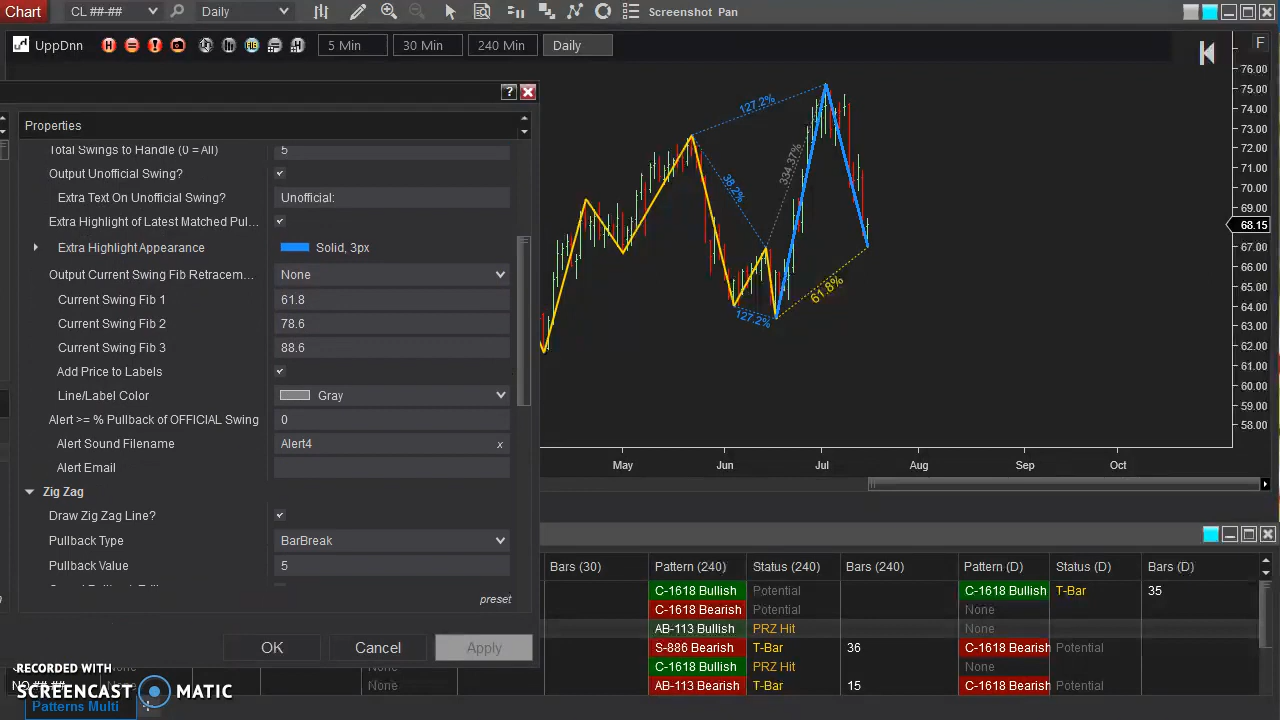 Chart CL ##-## Daily Screenshot Pan
UppDnn H 5 Min 30 Min 240 Min Daily F
? Properties
Total Swings to Handle (0 = All) 5
Output Unofficial Swing?
Extra Text On Unofficial Swing? Unofficial:
Extra Highlight of Latest Matched Pul...
Extra Highlight Appearance Solid, 3px
Output Current Swing Fib Retracem... None
Current Swing Fib 1 61.8
Current Swing Fib 2 78.6
Current Swing Fib 3 88.6
Add Price to Labels
Line/Label Color Gray
Alert >= % Pullback of OFFICIAL Swing 0
Alert Sound Filename Alert4 x
Alert Email
Zig Zag
Draw Zig Zag Line?
Pullback Type BarBreak
Pullback Value 5
preset
OK Cancel Apply
127.2%
38.2%
334.37%
61.8%
127.2%
76.00
75.00
74.00
73.00
72.00
71.00
70.00
69.00
68.15
67.00
66.00
65.00
64.00
63.00
62.00
61.00
60.00
59.00
58.00
May Jun Jul Aug Sep Oct
Bars (30) Pattern (240) Status (240) Bars (240) Pattern (D) Status (D) Bars (D)
C-1618 Bullish Potential C-1618 Bullish T-Bar 35
C-1618 Bearish Potential None
AB-113 Bullish PRZ Hit None
S-886 Bearish T-Bar 36 C-1618 Bearish Potential
C-1618 Bullish PRZ Hit None
AB-113 Bearish T-Bar 15 C-1618 Bearish Potential
None
RECORDED WITH
SCREENCAST MATIC
Patterns Multi +